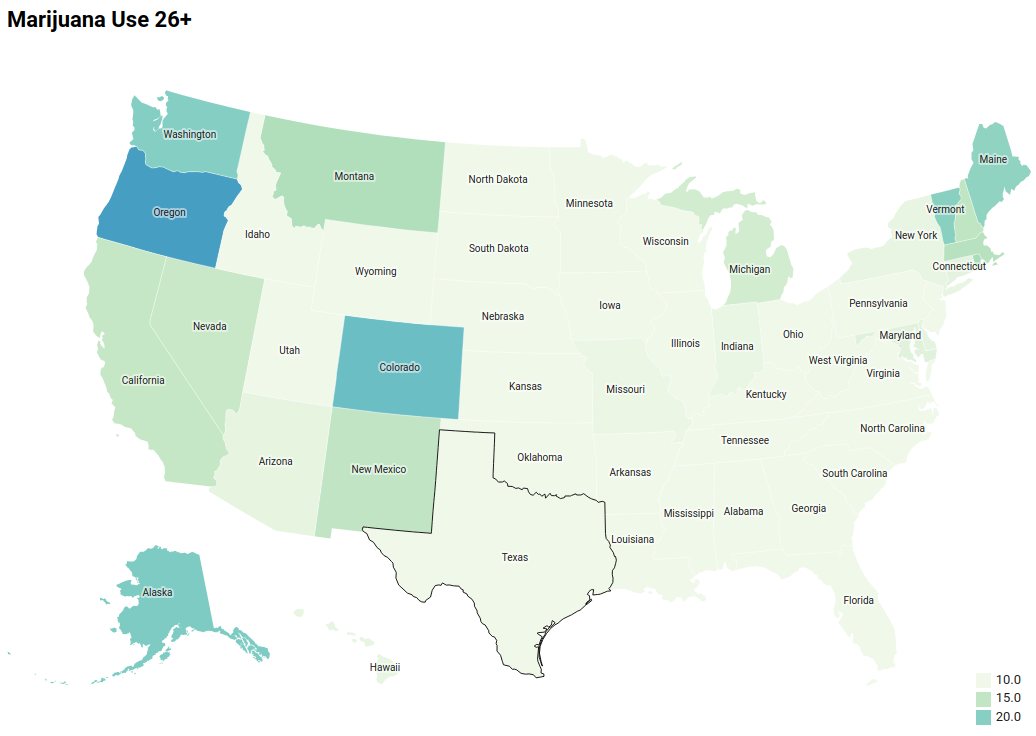 Marijuana Use 26+
Washington
Maine
Montana
North Dakota
Minnesota
Oregon
Vermont
Idaho
New York
Wisconsin
South Dakota
Connecticut
Wyoming
Michigan
Pennsylvania
Iowa
Nebraska
Nevada
Maryland
Ohio
Illinois
Indiana
Utah
West Virginia
Colorado
Virginia
California
Kansas
Missouri
Kentucky
North Carolina
Tennessee
Oklahoma
Arizona
New Mexico
Arkansas
South Carolina
Georgia
Mississippi
Alabama
Louisiana
Texas
Alaska
Florida
Hawaii
10.0
15.0
20.0